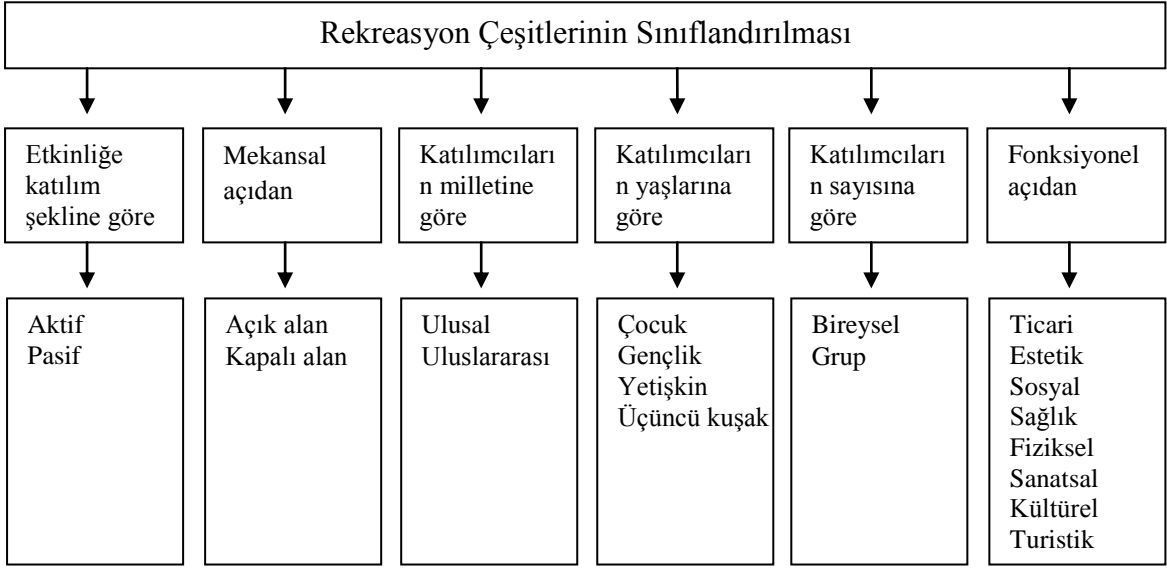 Rekreasyon Çeşitlerinin Sınıflandırılması
Etkinliğe
katılım
şekline göre
Mekansal
açıdan
Katılımcıları
n milletine
göre
Katılımcıları
n yaşlarına
göre
Katılımcıları
n sayısına
göre
Fonksiyonel
açıdan
Aktif
Pasif
Açık alan
Kapalı alan
Ulusal
Uluslararası
Çocuk
Gençlik
Yetişkin
Üçüncü kuşak
Bireysel
Grup
Ticari
Estetik
Sosyal
Sağlık
Fiziksel
Sanatsal
Kültürel
Turistik